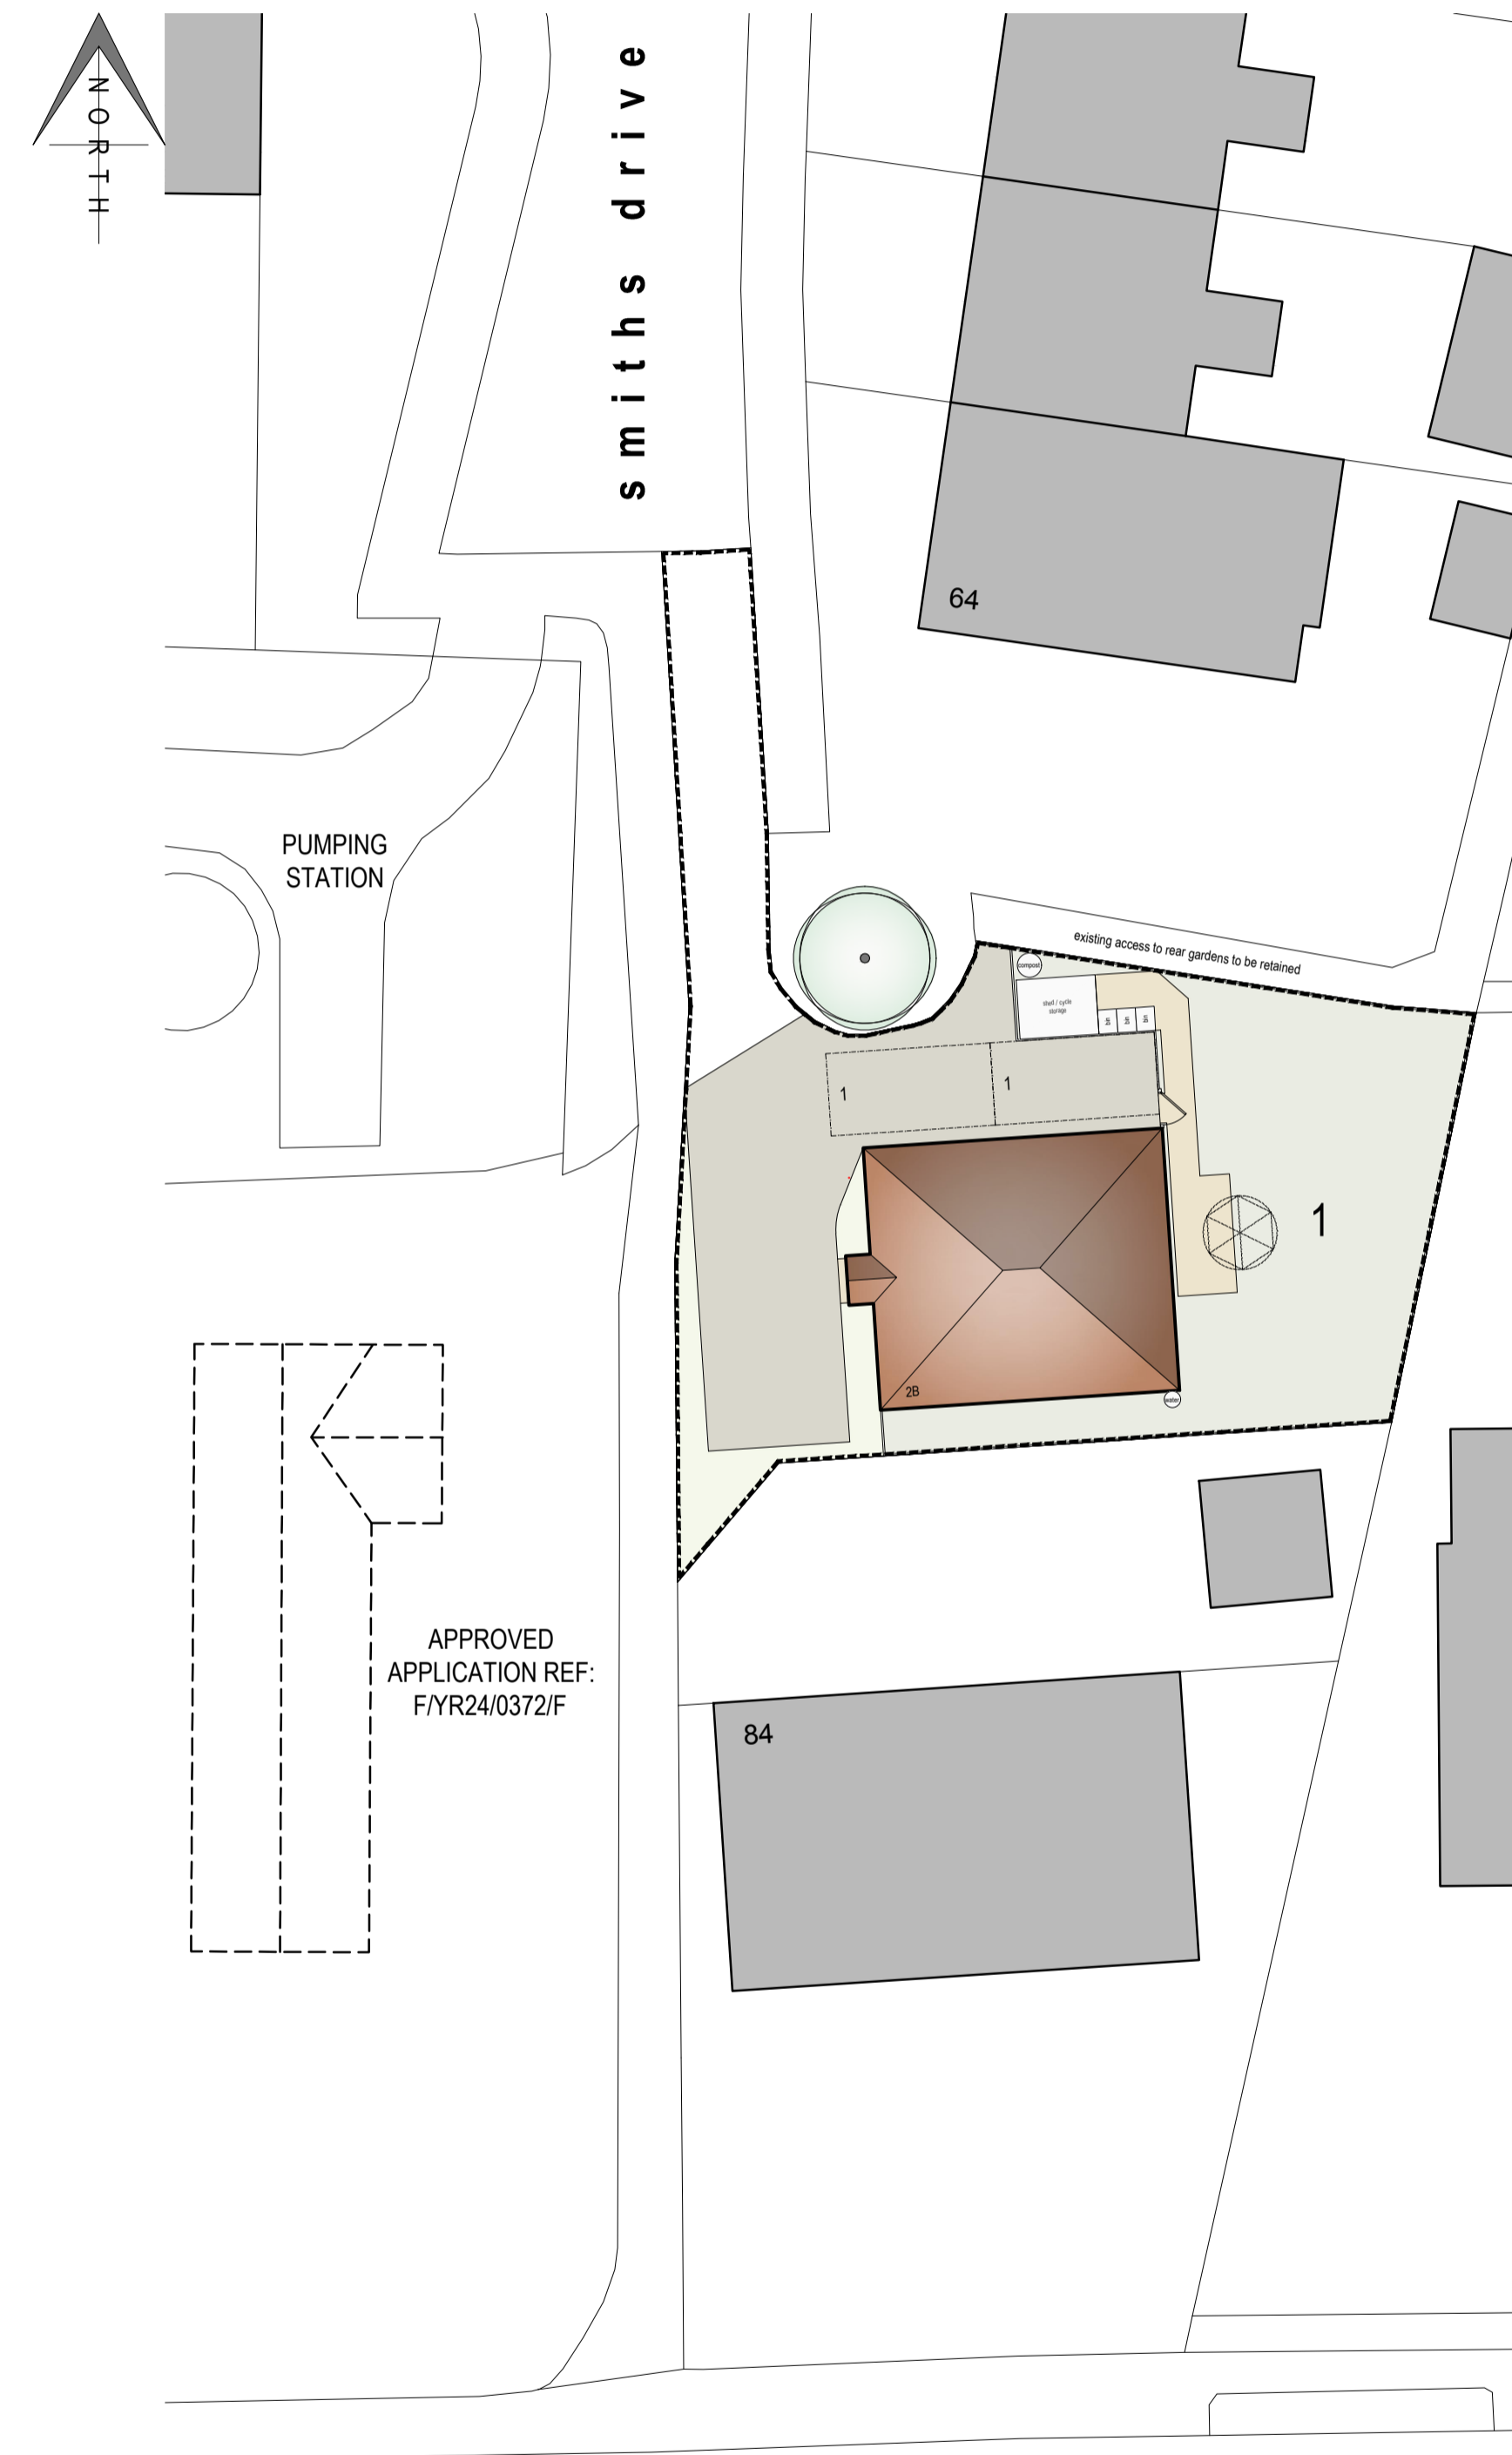 NORTH
smiths drive
64
PUMPING
STATION
existing access to rear gardens to be retained
compost
shed / cycle
storage
bin
bin
bin
1
1
1
2B
water
APPROVED
APPLICATION REF:
F/YR24/0372/F
84